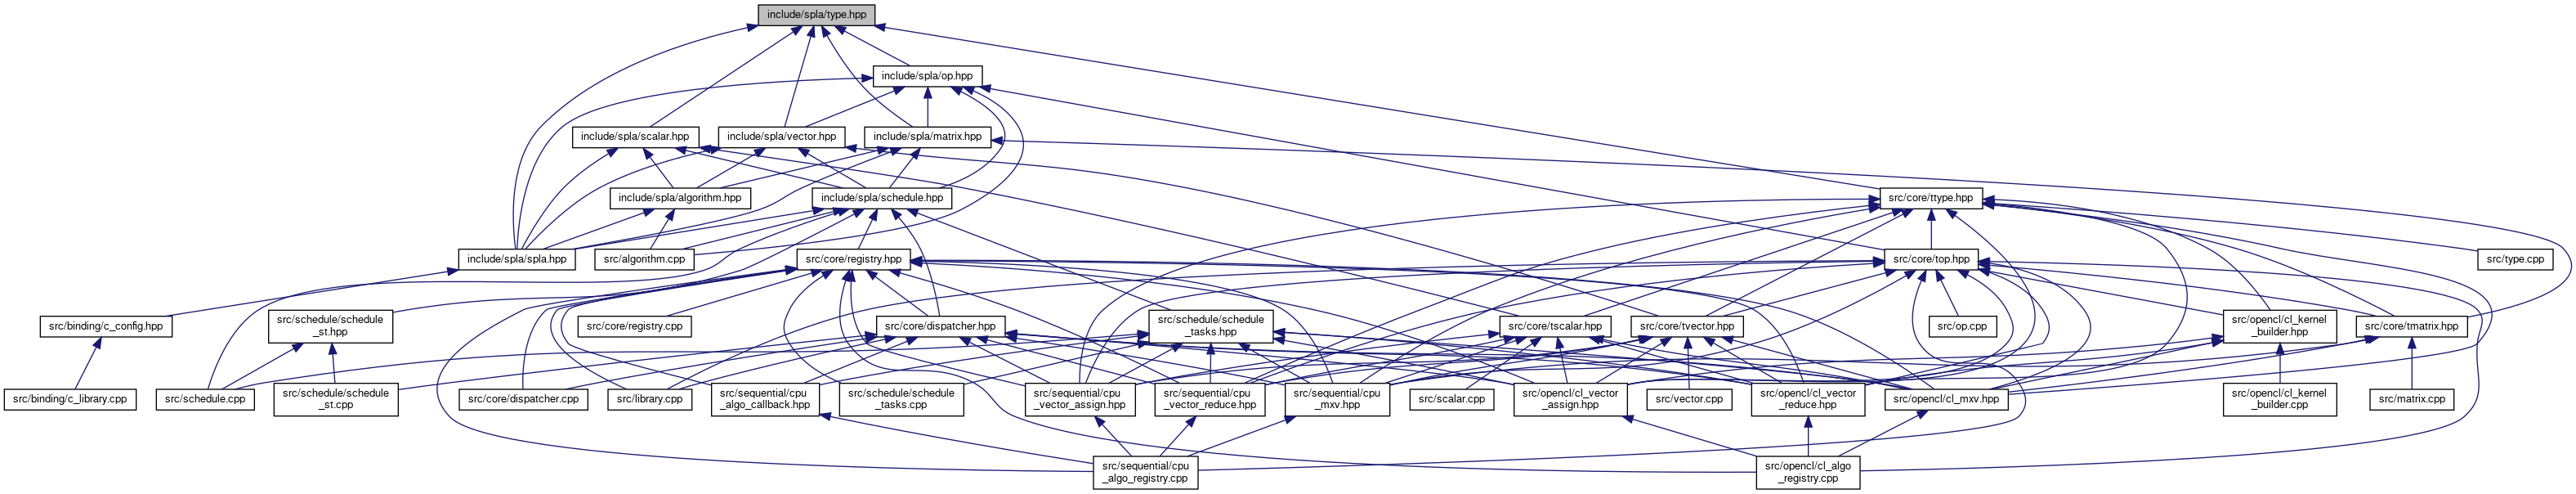 include/spla/type.hpp
include/spla/op.hpp
include/spla/scalar.hpp
include/spla/vector.hpp
include/spla/matrix.hpp
include/spla/algorithm.hpp
include/spla/schedule.hpp
src/core/ttype.hpp
include/spla/spla.hpp
src/algorithm.cpp
src/core/registry.hpp
src/core/top.hpp
src/type.cpp
src/binding/c_config.hpp
src/schedule/schedule
_st.hpp
src/core/registry.cpp
src/core/dispatcher.hpp
src/schedule/schedule
_tasks.hpp
src/core/tscalar.hpp
src/core/tvector.hpp
src/op.cpp
src/opencl/cl_kernel
_builder.hpp
src/core/tmatrix.hpp
src/binding/c_library.cpp
src/schedule.cpp
src/schedule/schedule
_st.cpp
src/core/dispatcher.cpp
src/library.cpp
src/sequential/cpu
_algo_callback.hpp
src/schedule/schedule
_tasks.cpp
src/sequential/cpu
_vector_assign.hpp
src/sequential/cpu
_vector_reduce.hpp
src/sequential/cpu
_mxv.hpp
src/scalar.cpp
src/opencl/cl_vector
_assign.hpp
src/vector.cpp
src/opencl/cl_vector
_reduce.hpp
src/opencl/cl_mxv.hpp
src/opencl/cl_kernel
_builder.cpp
src/matrix.cpp
src/sequential/cpu
_algo_registry.cpp
src/opencl/cl_algo
_registry.cpp